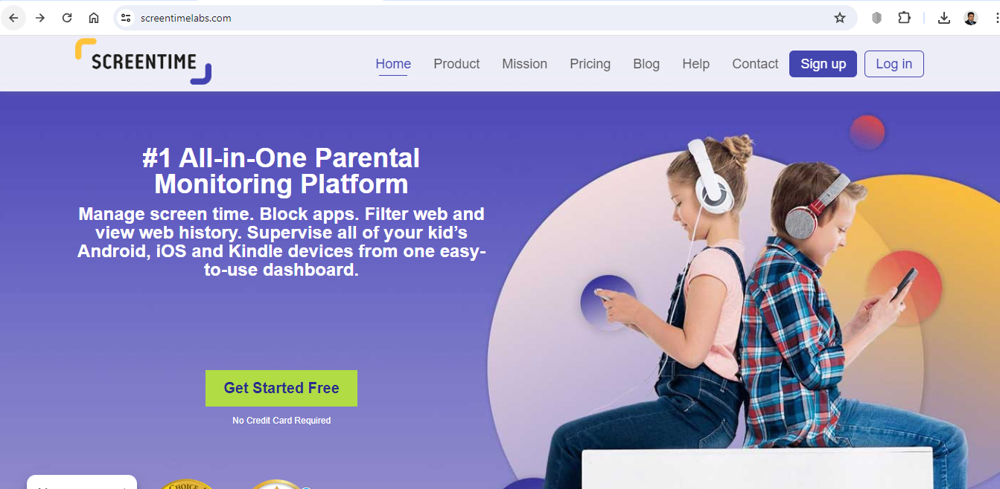 screentimelabs.com
SCREENTIME
Home Product Mission Pricing Blog Help Contact Sign up Log in
#1 All-in-One Parental
Monitoring Platform
Manage screen time. Block apps. Filter web and
view web history. Supervise all of your kid’s
Android, iOS and Kindle devices from one easy-
to-use dashboard.
Get Started Free
No Credit Card Required
CHOICE